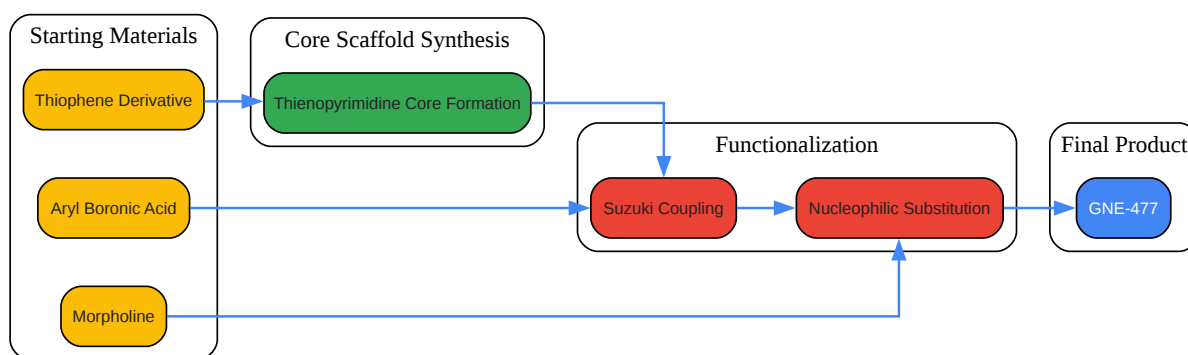 Starting Materials
Thiophene Derivative
Aryl Boronic Acid
Morpholine
Core Scaffold Synthesis
Thienopyrimidine Core Formation
Functionalization
Suzuki Coupling
Nucleophilic Substitution
Final Product
GNE-477